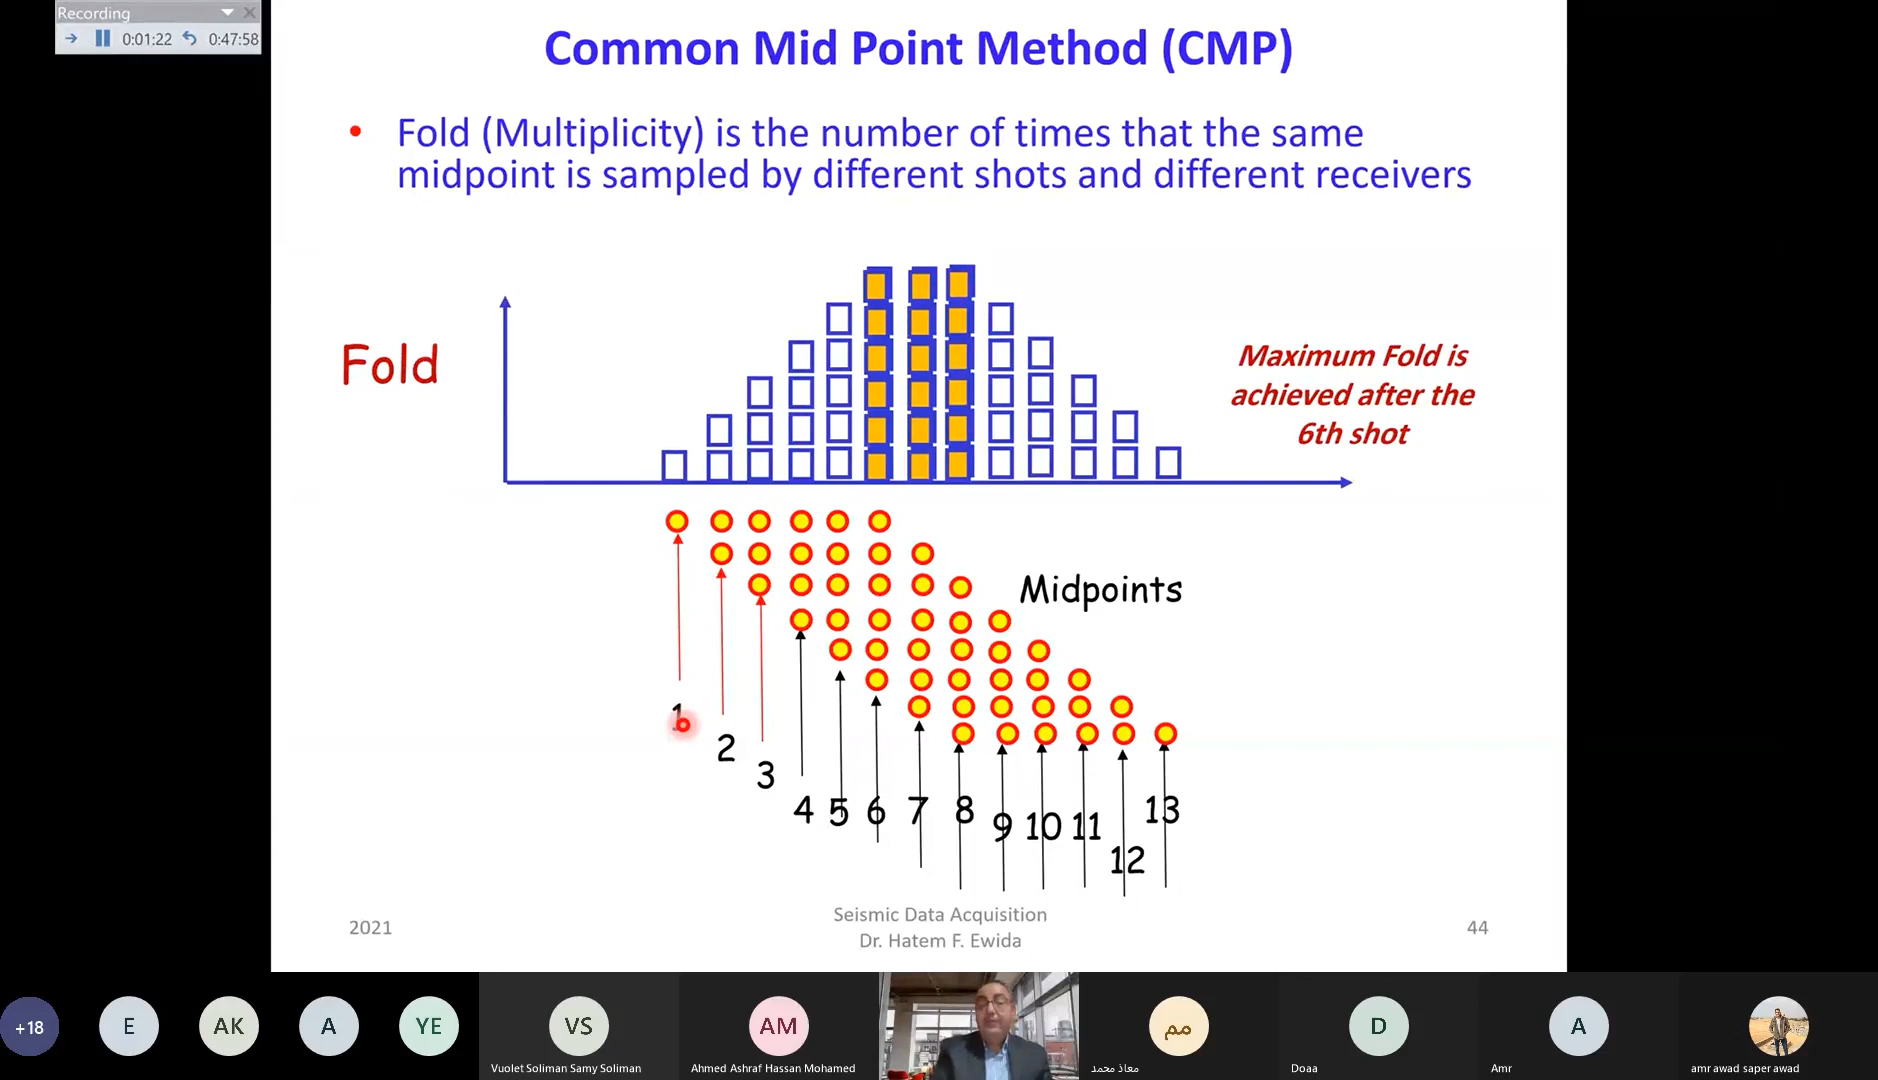 Recording
0:01:22 0:47:58
Common Mid Point Method (CMP)
• Fold (Multiplicity) is the number of times that the same
midpoint is sampled by different shots and different receivers
Fold
Maximum Fold is
achieved after the
6th shot
Midpoints
1
2
3
4 5 6 7 8 9 10 11 12 13
2021
Seismic Data Acquisition
Dr. Hatem F. Ewida
44
+18 E AK A YE VS AM مم D A
Vuolet Soliman Samy Soliman Ahmed Ashraf Hassan Mohamed معاذ محمد Doaa Amr amr awad saper awad